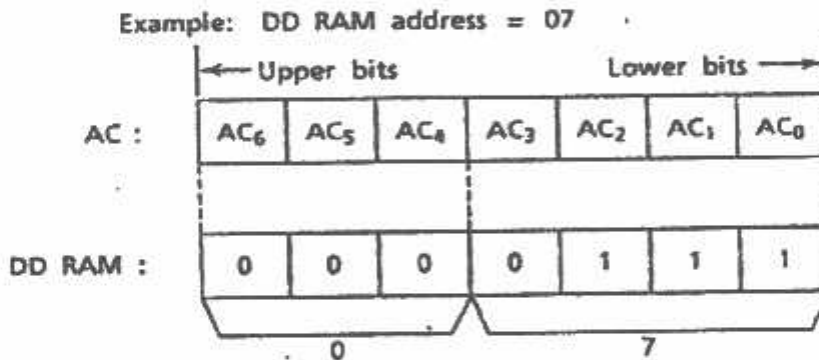 Example: DD RAM address = 07
Upper bits Lower bits
AC : AC₆ AC₅ AC₄ AC₃ AC₂ AC₁ AC₀
DD RAM : 0 0 0 0 1 1 1
0 7